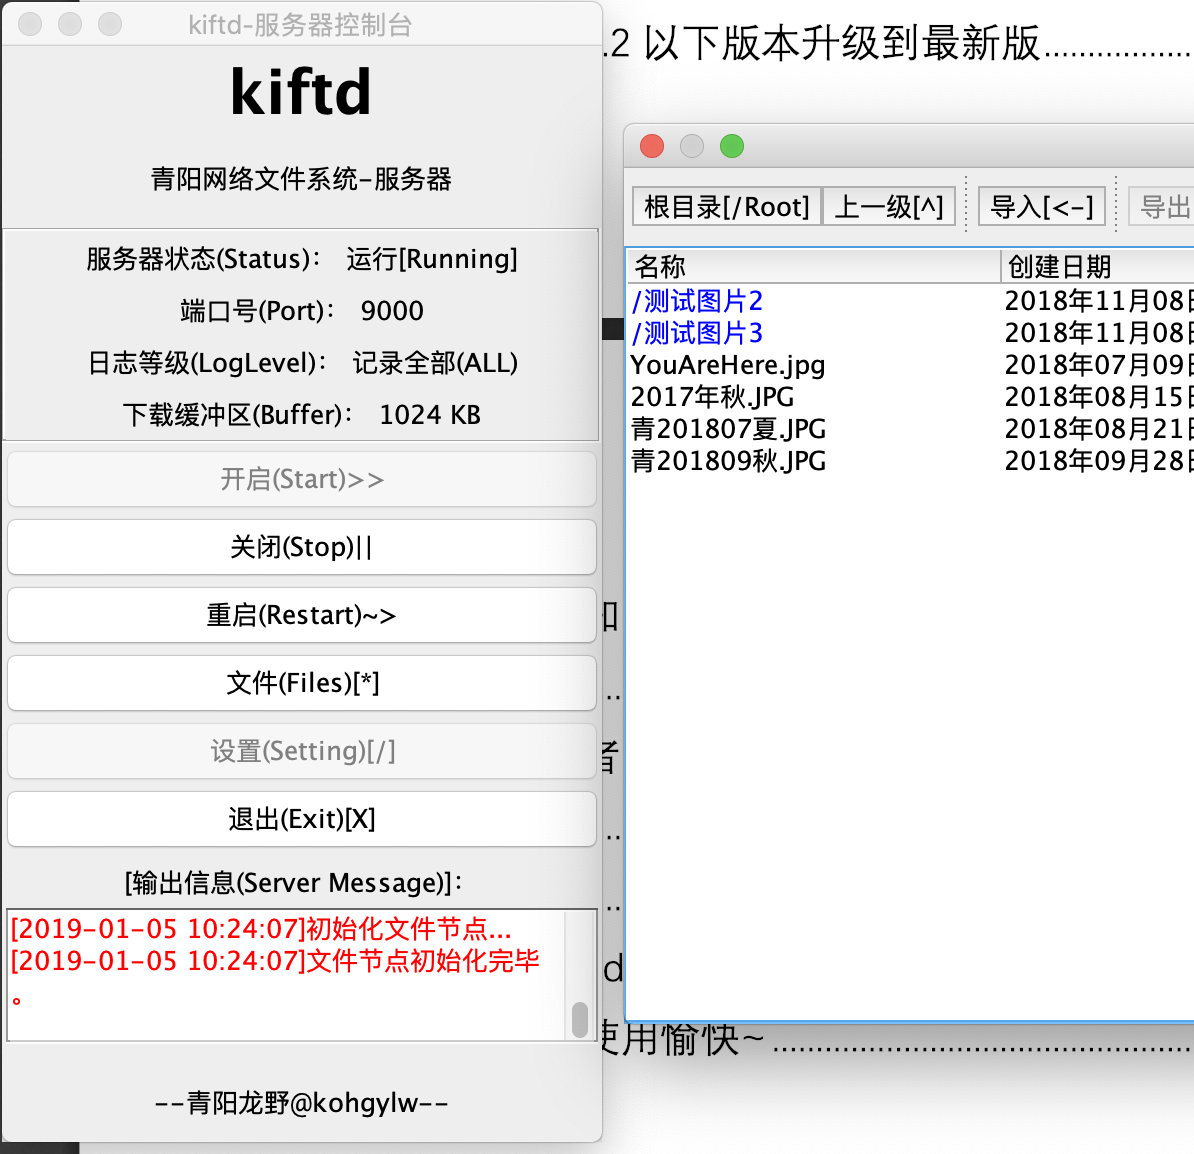 kiftd-服务器控制台
kiftd
青阳网络文件系统-服务器
服务器状态(Status)： 运行[Running]
端口号(Port)： 9000
日志等级(LogLevel)： 记录全部(ALL)
下载缓冲区(Buffer)： 1024 KB
开启(Start)>>
关闭(Stop)||
重启(Restart)~>
文件(Files)[*]
设置(Setting)[/]
退出(Exit)[X]
[输出信息(Server Message)]：
[2019-01-05 10:24:07]初始化文件节点...
[2019-01-05 10:24:07]文件节点初始化完毕
。
--青阳龙野@kohgylw--
.2 以下版本升级到最新版..................
根目录[/Root] 上一级[^] 导入[<-] 导出
名称 创建日期
/测试图片2 2018年11月08日
/测试图片3 2018年11月08日
YouAreHere.jpg 2018年07月09日
2017年秋.JPG 2018年08月15日
青201807夏.JPG 2018年08月21日
青201809秋.JPG 2018年09月28日
使用愉快~..................................................